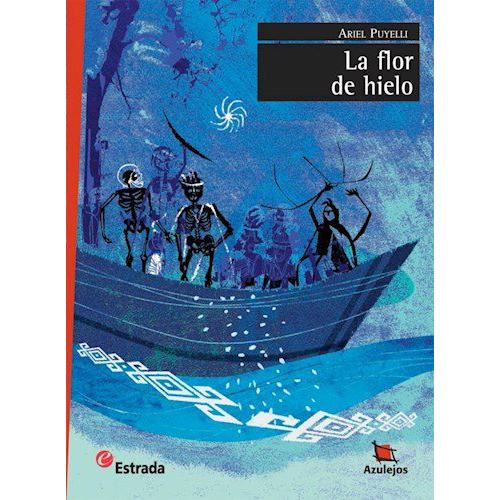 ARIEL PUYELLI
La flor
de hielo
e Estrada
Azulejos